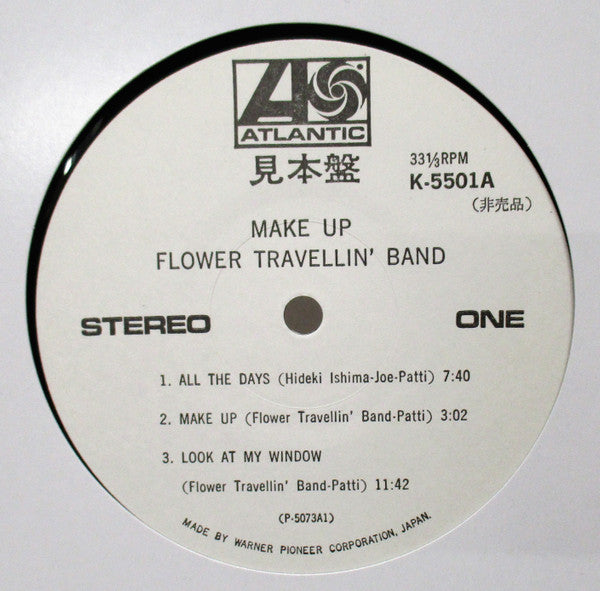 ATLANTIC
見本盤
33⅓RPM
K-5501A
(非売品)
MAKE UP
FLOWER TRAVELLIN' BAND
STEREO
ONE
1. ALL THE DAYS (Hideki Ishima-Joe-Patti) 7:40
2. MAKE UP (Flower Travellin' Band-Patti) 3:02
3. LOOK AT MY WINDOW
(Flower Travellin' Band-Patti) 11:42
(P-5073A1)
MADE BY WARNER PIONEER CORPORATION, JAPAN.